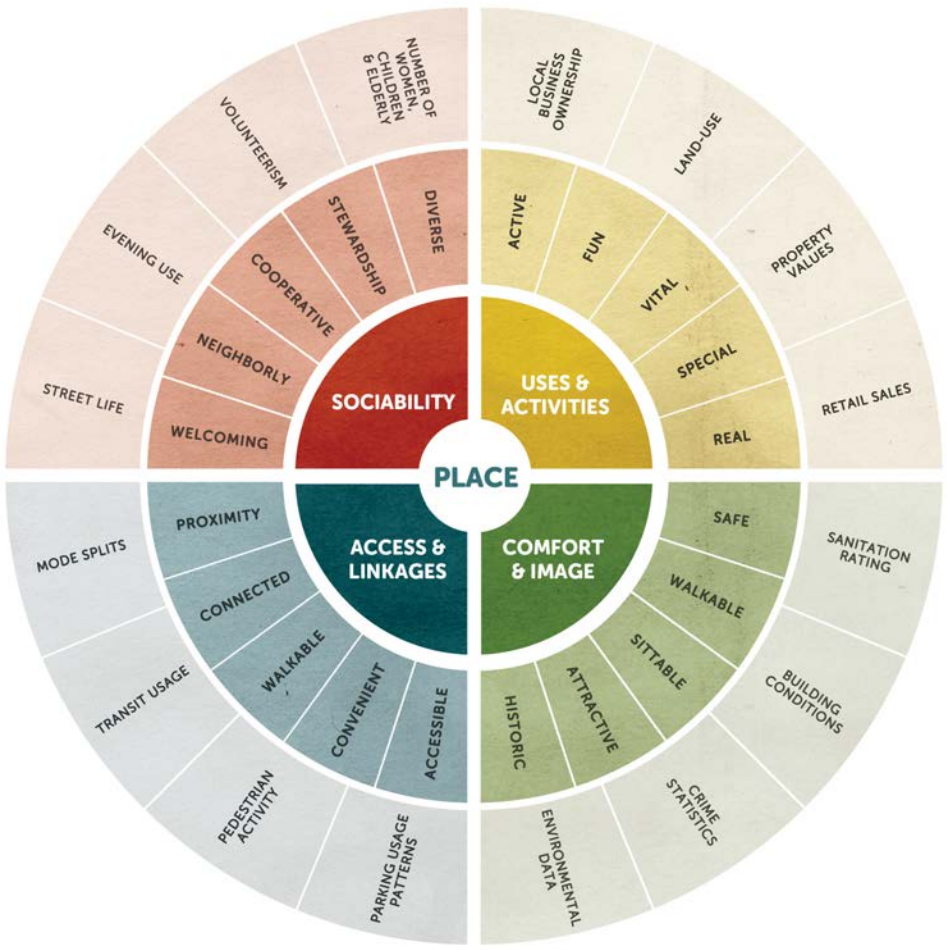 PLACE
SOCIABILITY
USES &
ACTIVITIES
ACCESS &
LINKAGES
COMFORT
& IMAGE
WELCOMING
NEIGHBORLY
COOPERATIVE
STEWARDSHIP
DIVERSE
ACTIVE
FUN
VITAL
SPECIAL
REAL
SAFE
WALKABLE
SITTABLE
ATTRACTIVE
HISTORIC
ACCESSIBLE
CONVENIENT
WALKABLE
CONNECTED
PROXIMITY
STREET LIFE
EVENING USE
VOLUNTEERISM
NUMBER OF
WOMEN,
CHILDREN
& ELDERLY
LOCAL
BUSINESS
OWNERSHIP
LAND-USE
PROPERTY
VALUES
RETAIL SALES
SANITATION
RATING
BUILDING
CONDITIONS
CRIME
STATISTICS
ENVIRONMENTAL
DATA
PARKING USAGE
PATTERNS
PEDESTRIAN
ACTIVITY
TRANSIT USAGE
MODE SPLITS